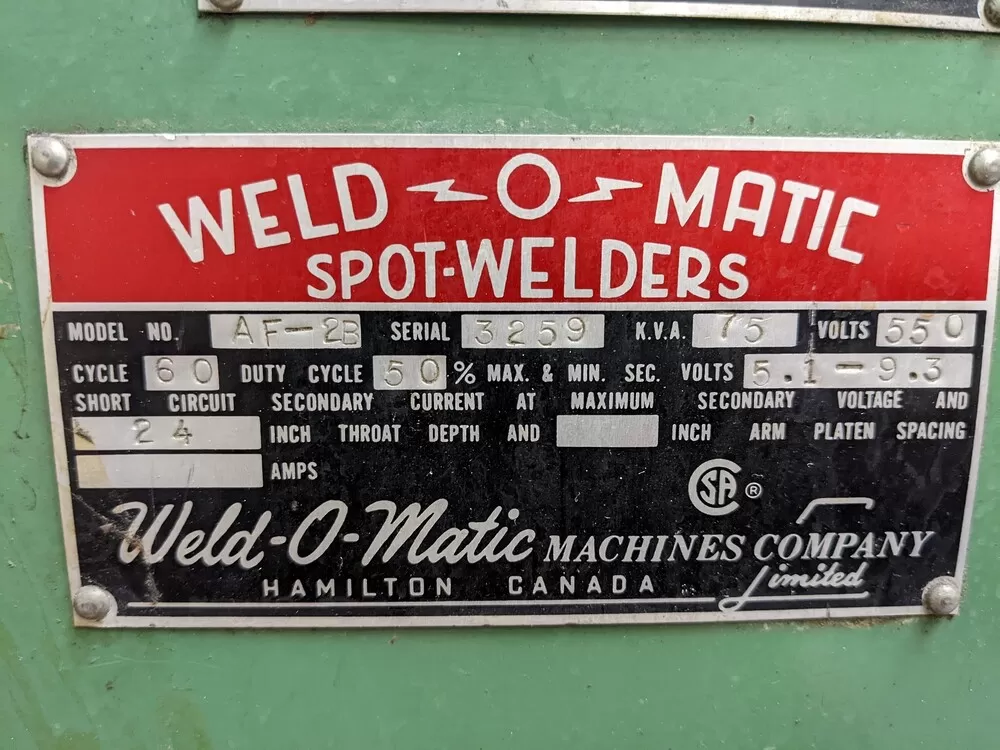 WELD O MATIC
SPOT-WELDERS
MODEL NO. AF-2B SERIAL 3259 K.V.A. 75 VOLTS 550
CYCLE 60 DUTY CYCLE 50 % MAX. & MIN. SEC. VOLTS 5.1-9.3
SHORT CIRCUIT SECONDARY CURRENT AT MAXIMUM SECONDARY VOLTAGE AND
24 INCH THROAT DEPTH AND INCH ARM PLATEN SPACING
AMPS
CSA ®
Weld-O-Matic MACHINES COMPANY
Limited
HAMILTON CANADA